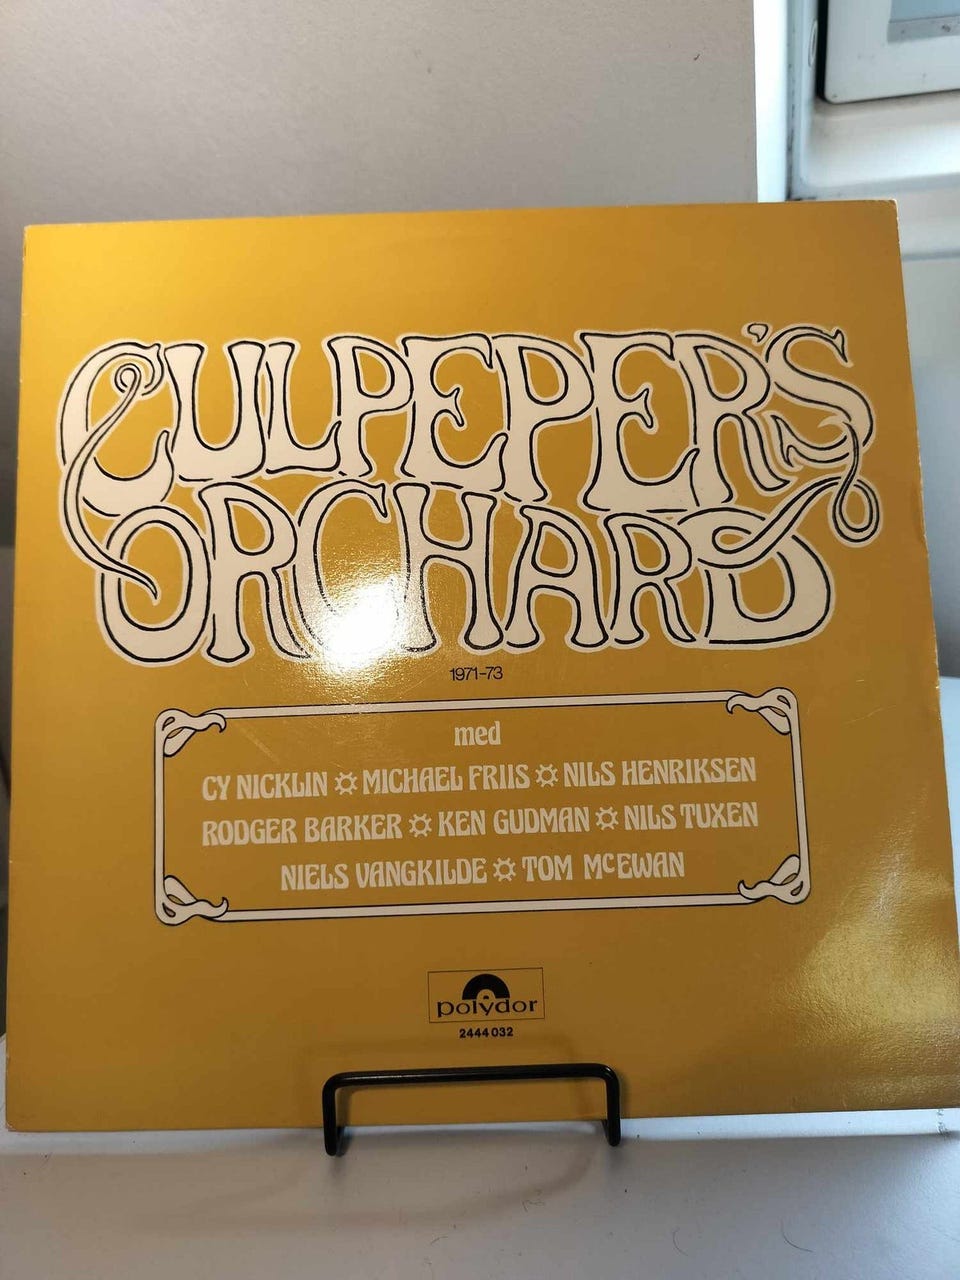 CULPEPER'S
ORCHARD
1971-73
med
CY NICKLIN ☼ MICHAEL FRIIS ☼ NILS HENRIKSEN
RODGER BARKER ☼ KEN GUDMAN ☼ NILS TUXEN
NIELS VANGKILDE ☼ TOM McEWAN
polydor
2444 032